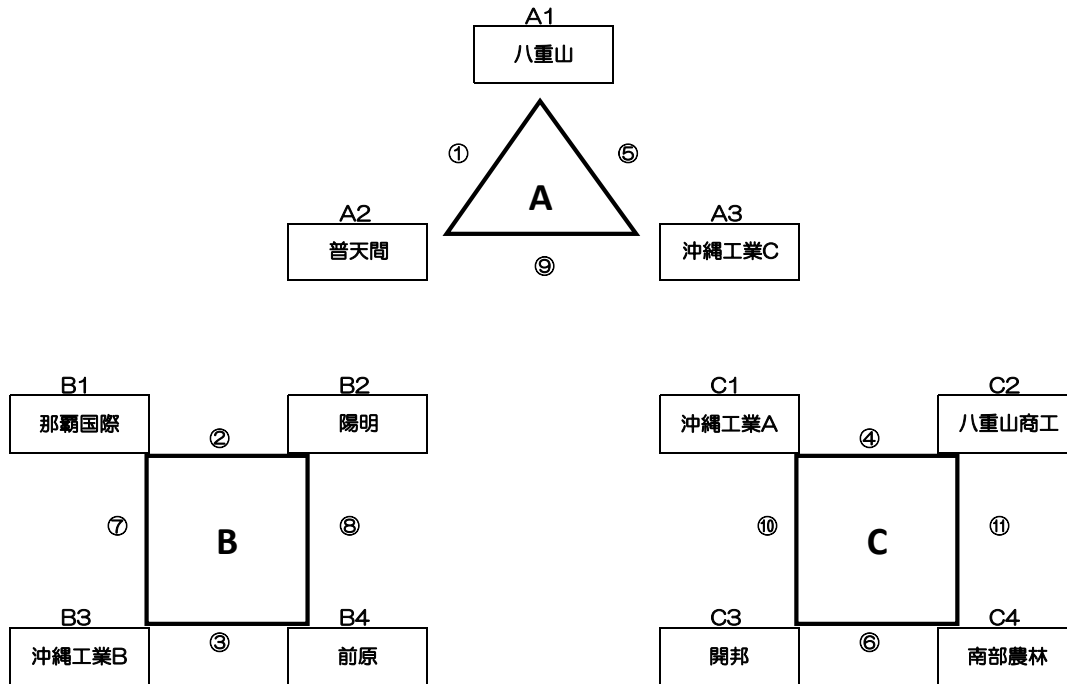 A1
八重山
①
⑤
A
A2
普天間
A3
沖縄工業C
⑨
B1
那覇国際
B2
陽明
②
⑦
B
⑧
B3
沖縄工業B
③
B4
前原
C1
沖縄工業A
C2
八重山商工
④
⑩
C
⑪
C3
開邦
⑥
C4
南部農林